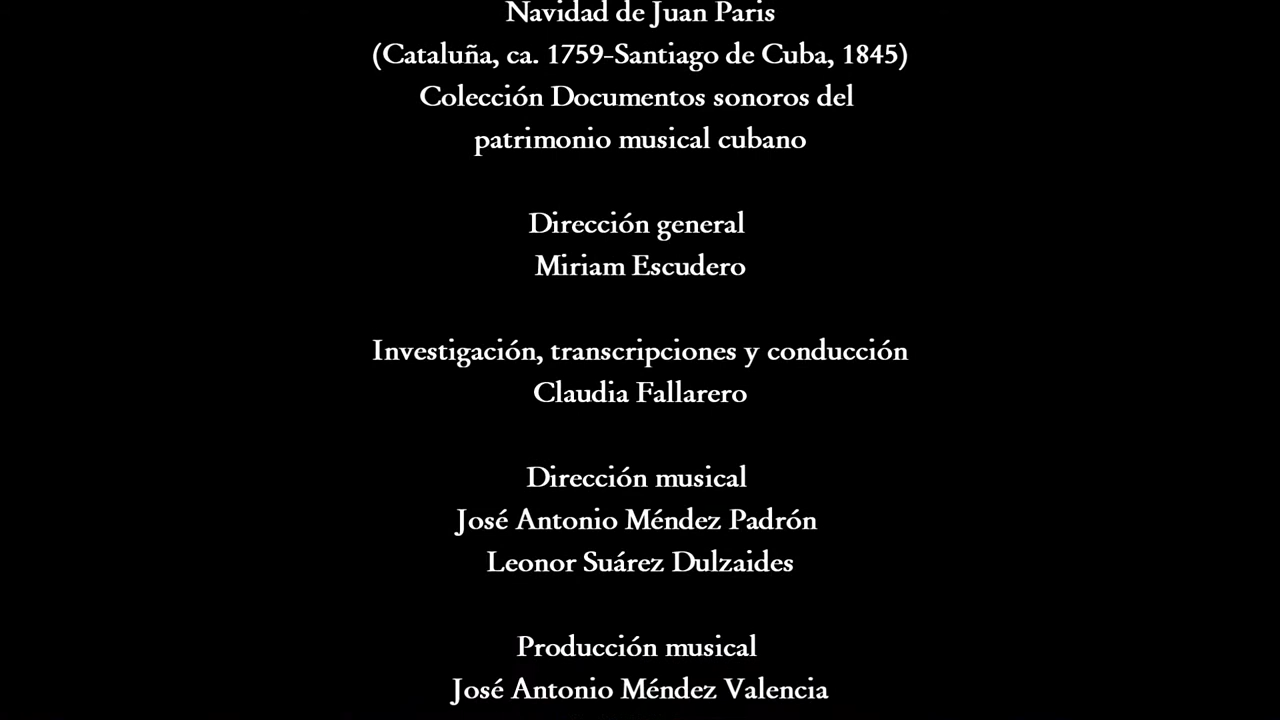 Navidad de Juan Paris
(Cataluña, ca. 1759-Santiago de Cuba, 1845)
Colección Documentos sonoros del
patrimonio musical cubano
Dirección general
Miriam Escudero
Investigación, transcripciones y conducción
Claudia Fallarero
Dirección musical
José Antonio Méndez Padrón
Leonor Suárez Dulzaides
Producción musical
José Antonio Méndez Valencia